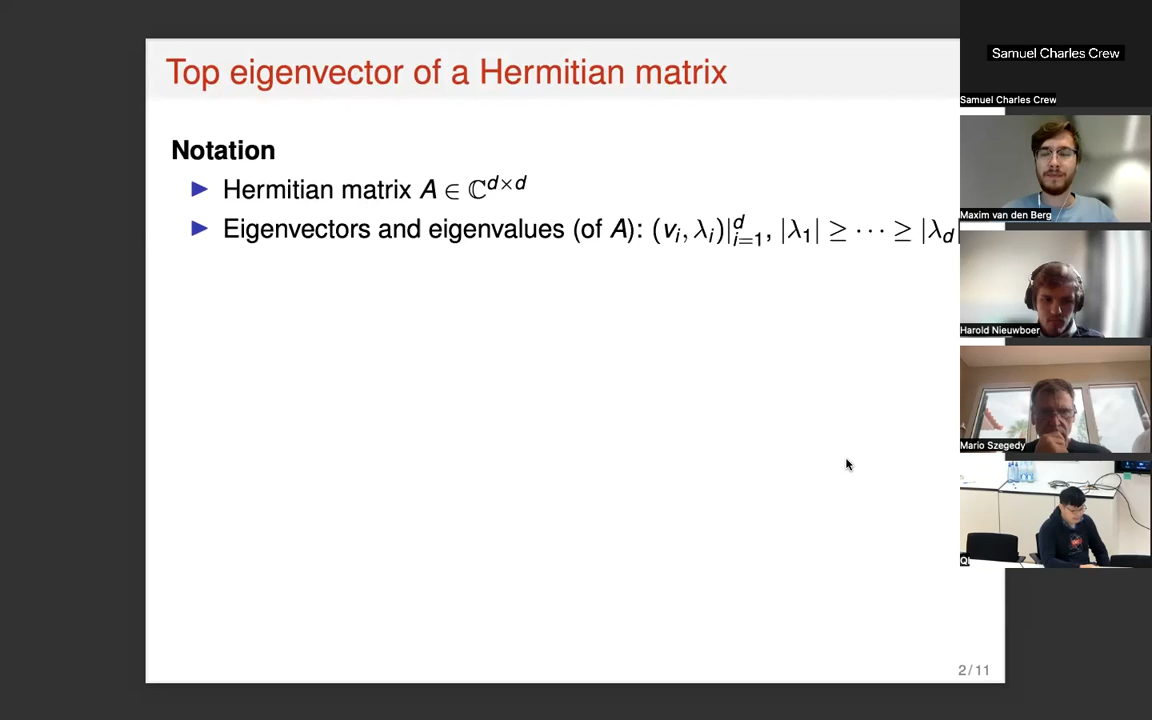 Top eigenvector of a Hermitian matrix
Notation
► Hermitian matrix A ∈ ℂ^{d×d}
► Eigenvectors and eigenvalues (of A): (v_i, λ_i)|_{i=1}^d, |λ_1| ≥ ⋯ ≥ |λ_d|
2/11
Samuel Charles Crew
Samuel Charles Crew
Maxim van den Berg
Harold Nieuwboer
Mario Szegedy
QI